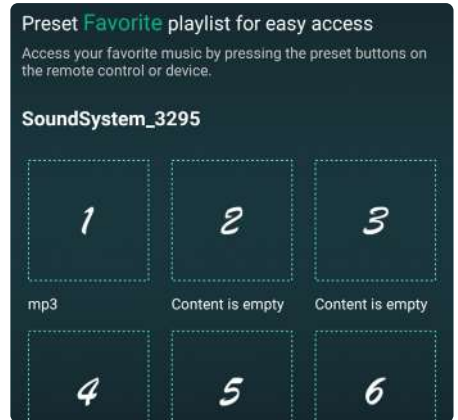 Preset Favorite playlist for easy access
Access your favorite music by pressing the preset buttons on
the remote control or device.
SoundSystem_3295
1 2 3
mp3 Content is empty Content is empty
4 5 6